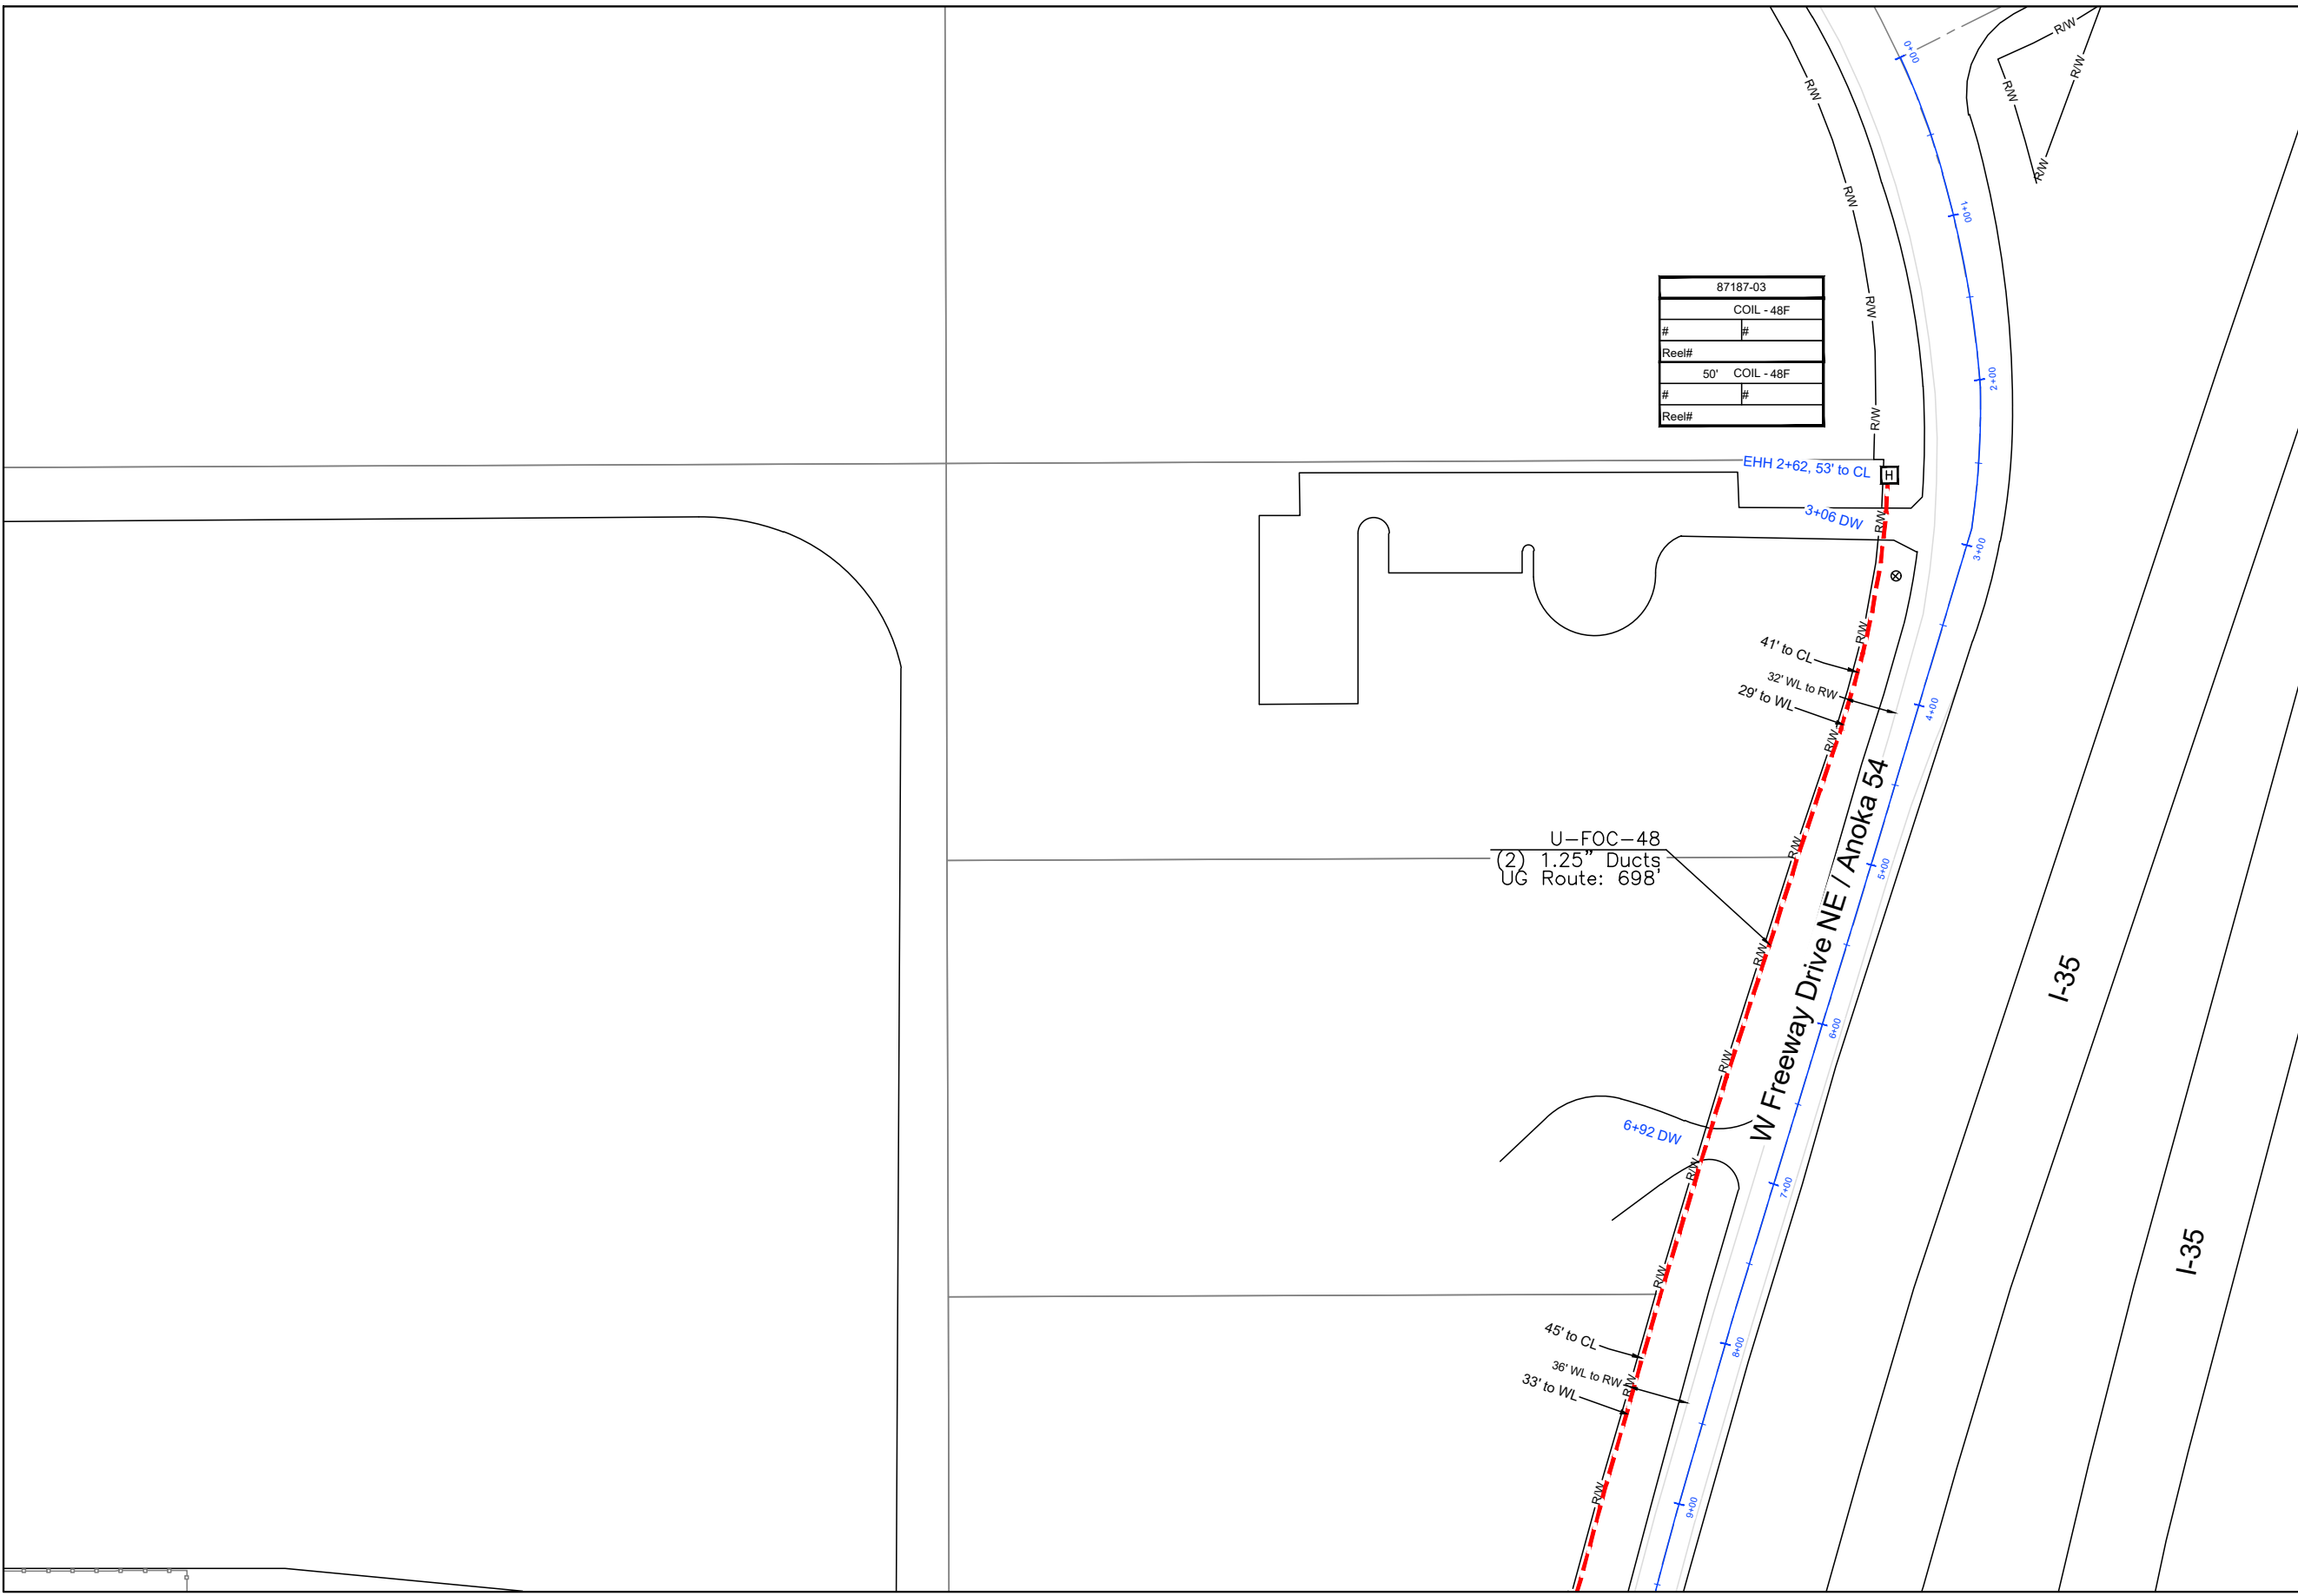 R/W
R/W
R/W
R/W
0+00
R/W
R/W
1+00
R/W
87187-03
COIL - 48F
# #
Reel#
50' COIL - 48F
# #
Reel#
R/W
2+00
R/W
EHH 2+62, 53' to CL
H
3+06 DW
R/W
3+00
R/W
41' to CL
32' WL to RW
29' to WL
4+00
R/W
U-FOC-48
(2) 1.25" Ducts
UG Route: 698'
R/W
5+00
W Freeway Drive NE / Anoka 54
R/W
I-35
6+00
R/W
6+92 DW
R/W
7+00
I-35
R/W
45' to CL
36' WL to RW
33' to WL
8+00
R/W
R/W
9+00